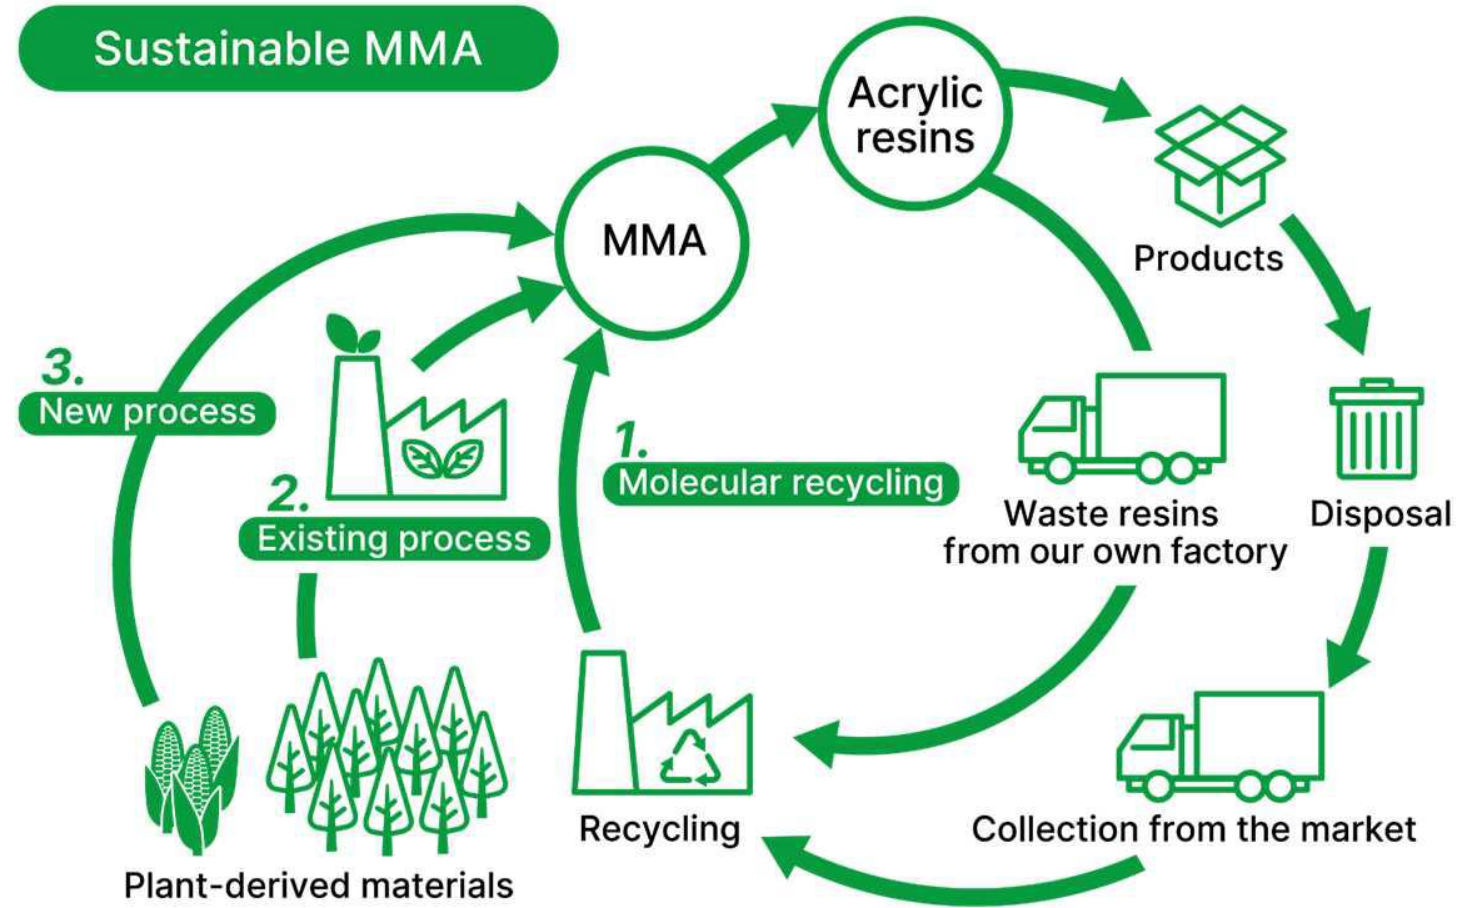 Sustainable MMA
Acrylic
resins
MMA
Products
3.
New process
2.
Existing process
1.
Molecular recycling
Waste resins
from our own factory
Disposal
Recycling
Collection from the market
Plant-derived materials